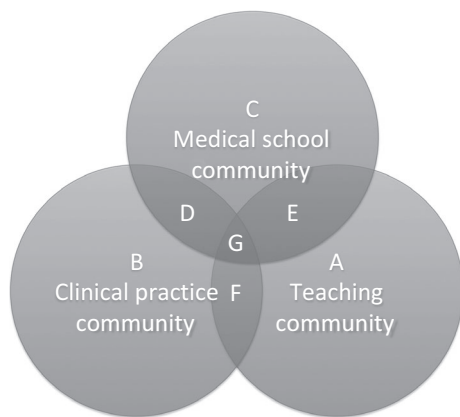 C
Medical school
community
D
E
G
B
Clinical practice
community
F
A
Teaching
community